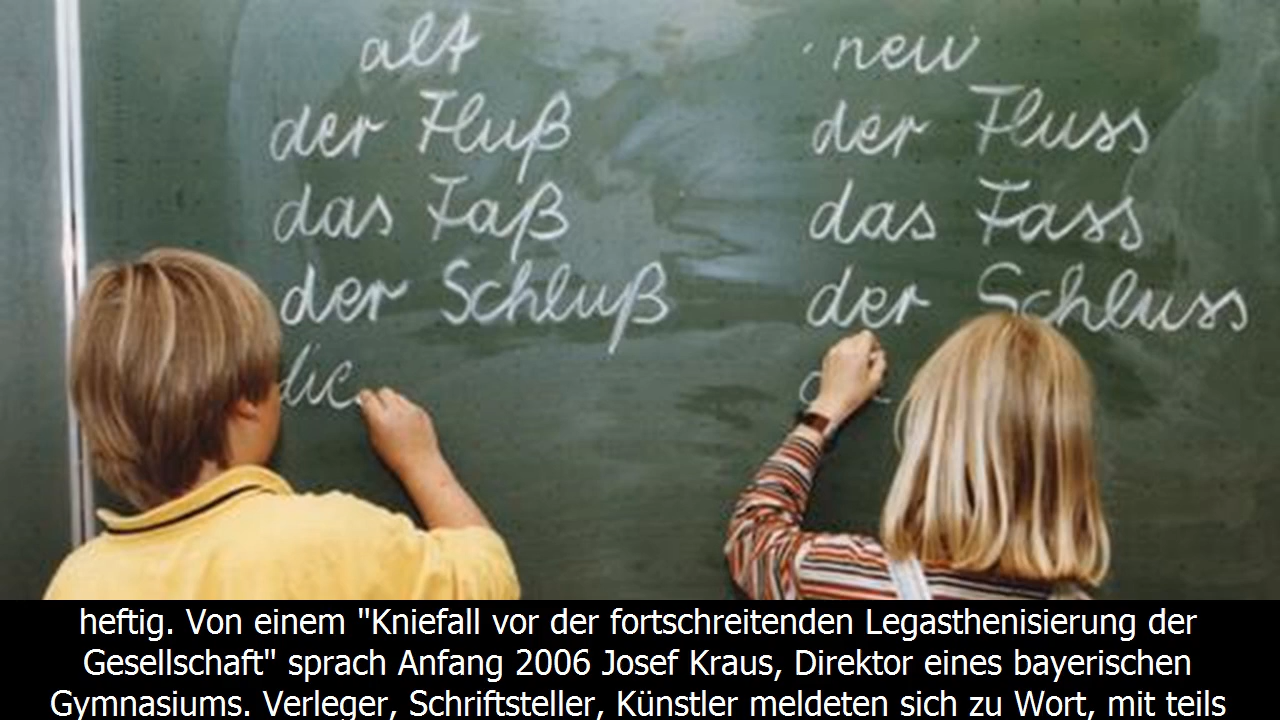 alt
neu
der Fluß
der Fluss
das Faß
das Fass
der Schluß
der Schluss
die
heftig. Von einem "Kniefall vor der fortschreitenden Legasthenisierung der
Gesellschaft" sprach Anfang 2006 Josef Kraus, Direktor eines bayerischen
Gymnasiums. Verleger, Schriftsteller, Künstler meldeten sich zu Wort, mit teils